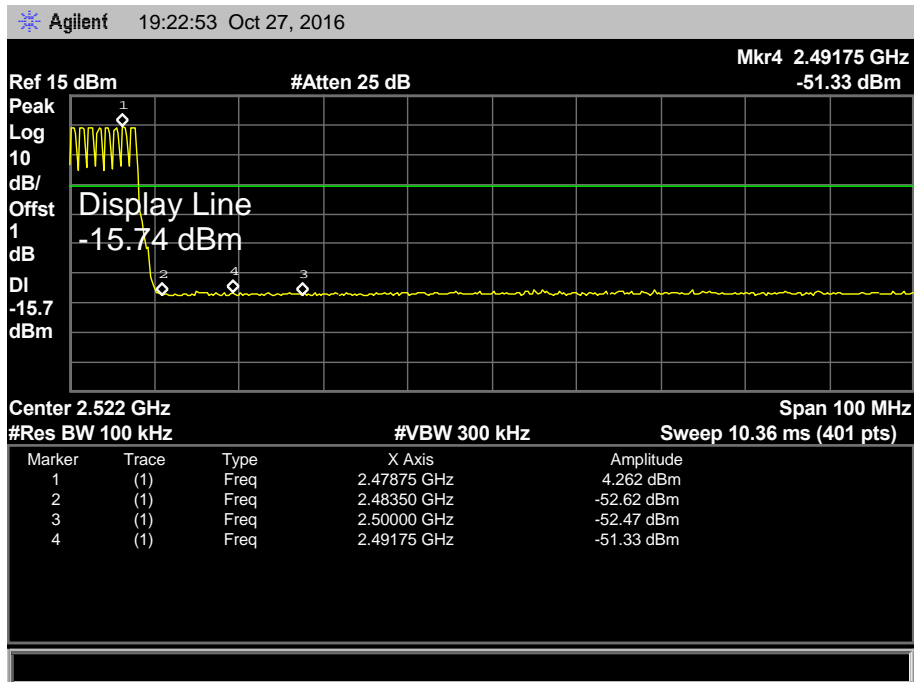 Agilent 19:22:53 Oct 27, 2016
Mkr4 2.49175 GHz
Ref 15 dBm #Atten 25 dB -51.33 dBm
Peak
Log
10
dB/
Offst
1
dB
DI
-15.7
dBm
1
Display Line
-15.74 dBm
2 4 3
Center 2.522 GHz Span 100 MHz
#Res BW 100 kHz #VBW 300 kHz Sweep 10.36 ms (401 pts)
Marker Trace Type X Axis Amplitude
1 (1) Freq 2.47875 GHz 4.262 dBm
2 (1) Freq 2.48350 GHz -52.62 dBm
3 (1) Freq 2.50000 GHz -52.47 dBm
4 (1) Freq 2.49175 GHz -51.33 dBm